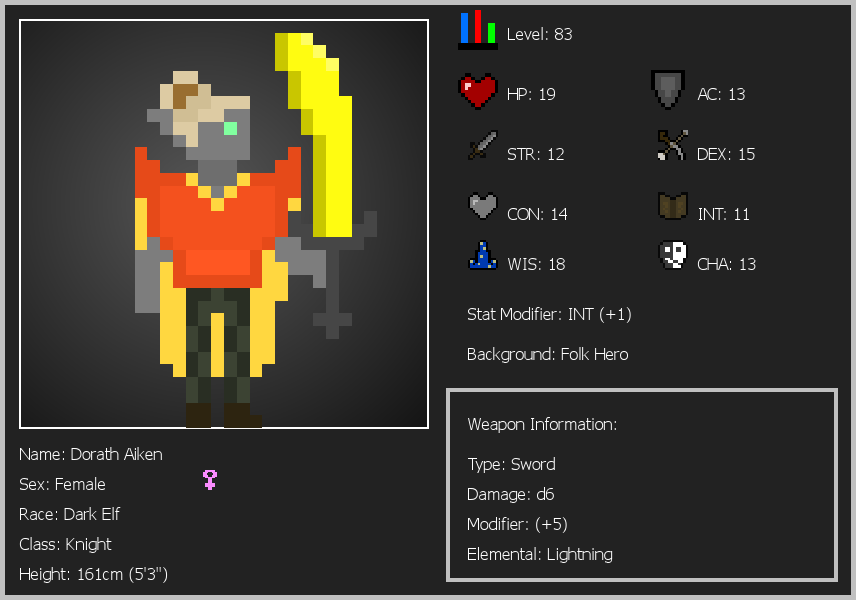 Level: 83
HP: 19
AC: 13
STR: 12
DEX: 15
CON: 14
INT: 11
WIS: 18
CHA: 13
Stat Modifier: INT (+1)
Background: Folk Hero
Weapon Information:
Type: Sword
Damage: d6
Modifier: (+5)
Elemental: Lightning
Name: Dorath Aiken
Sex: Female
Race: Dark Elf
Class: Knight
Height: 161cm (5'3")